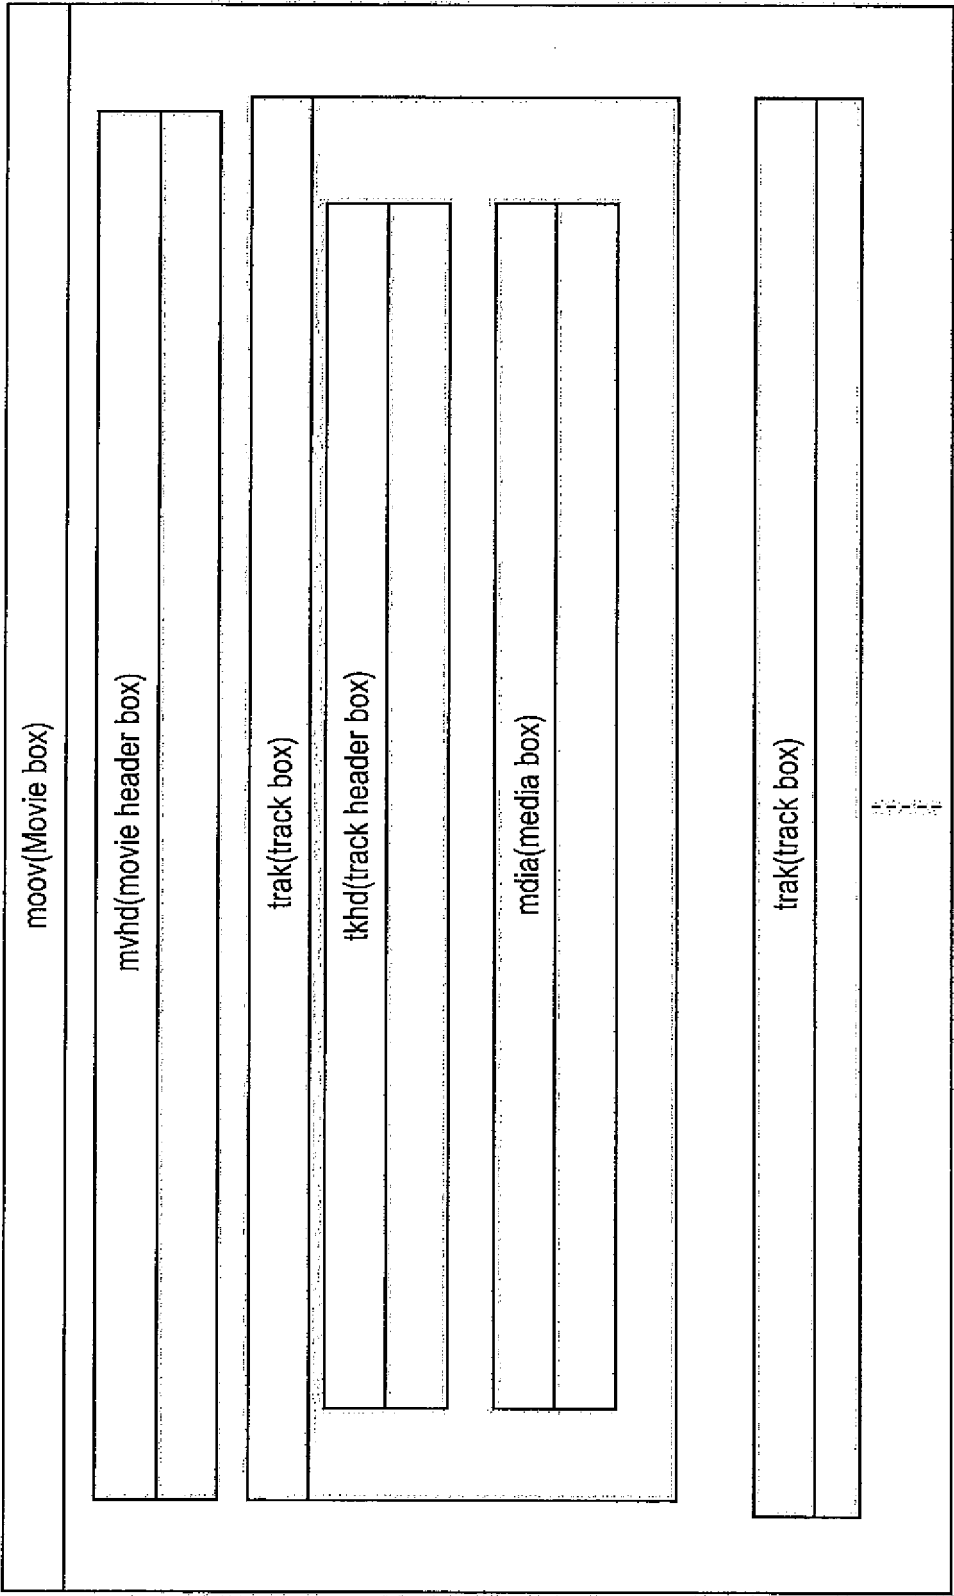 moov(Movie box)
mvhd(movie header box)
trak(track box)
tkhd(track header box)
mdia(media box)
trak(track box)